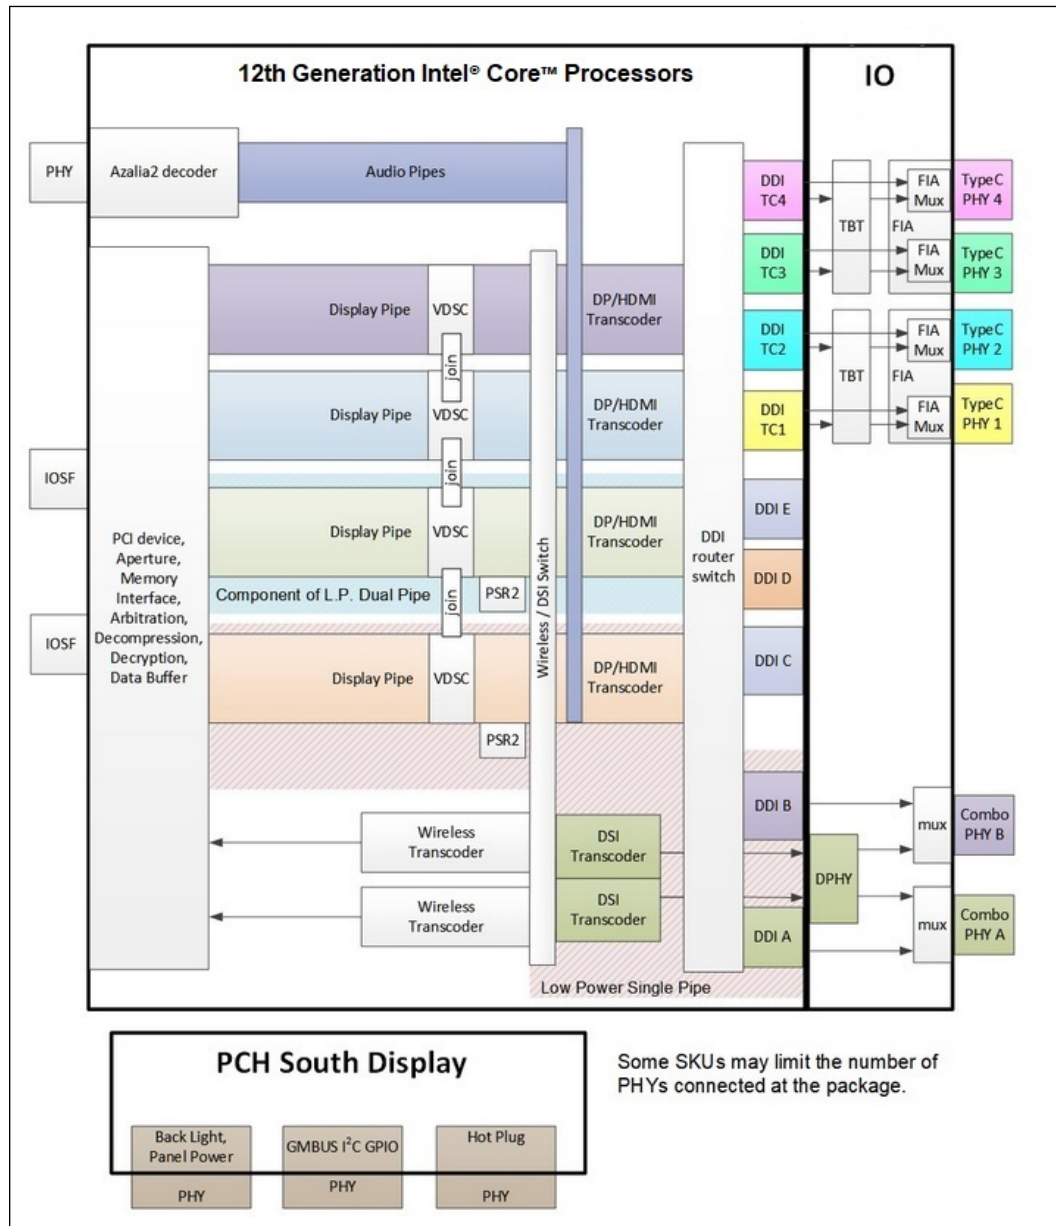 12th Generation Intel® Core™ Processors
IO
PHY
Azalia2 decoder
Audio Pipes
DDI
TC4
FIA
Mux
TypeC
PHY 4
TBT
FIA
DDI
TC3
FIA
Mux
TypeC
PHY 3
Display Pipe
VDSC
DP/HDMI
Transcoder
DDI
TC2
FIA
Mux
TypeC
PHY 2
join
TBT
FIA
Display Pipe
VDSC
DP/HDMI
Transcoder
DDI
TC1
FIA
Mux
TypeC
PHY 1
IOSF
join
DDI E
PCI device,
Aperture,
Memory
Interface,
Arbitration,
Decompression,
Decryption,
Data Buffer
Display Pipe
VDSC
DP/HDMI
Transcoder
DDI
router
switch
DDI D
Component of L.P. Dual Pipe
join
PSR2
Wireless / DSI Switch
IOSF
DDI C
Display Pipe
VDSC
DP/HDMI
Transcoder
PSR2
DDI B
mux
Combo
PHY B
Wireless
Transcoder
DSI
Transcoder
DPHY
Wireless
Transcoder
DSI
Transcoder
DDI A
mux
Combo
PHY A
Low Power Single Pipe
PCH South Display
Some SKUs may limit the number of
PHYs connected at the package.
Back Light,
Panel Power
PHY
GMBUS I²C GPIO
PHY
Hot Plug
PHY